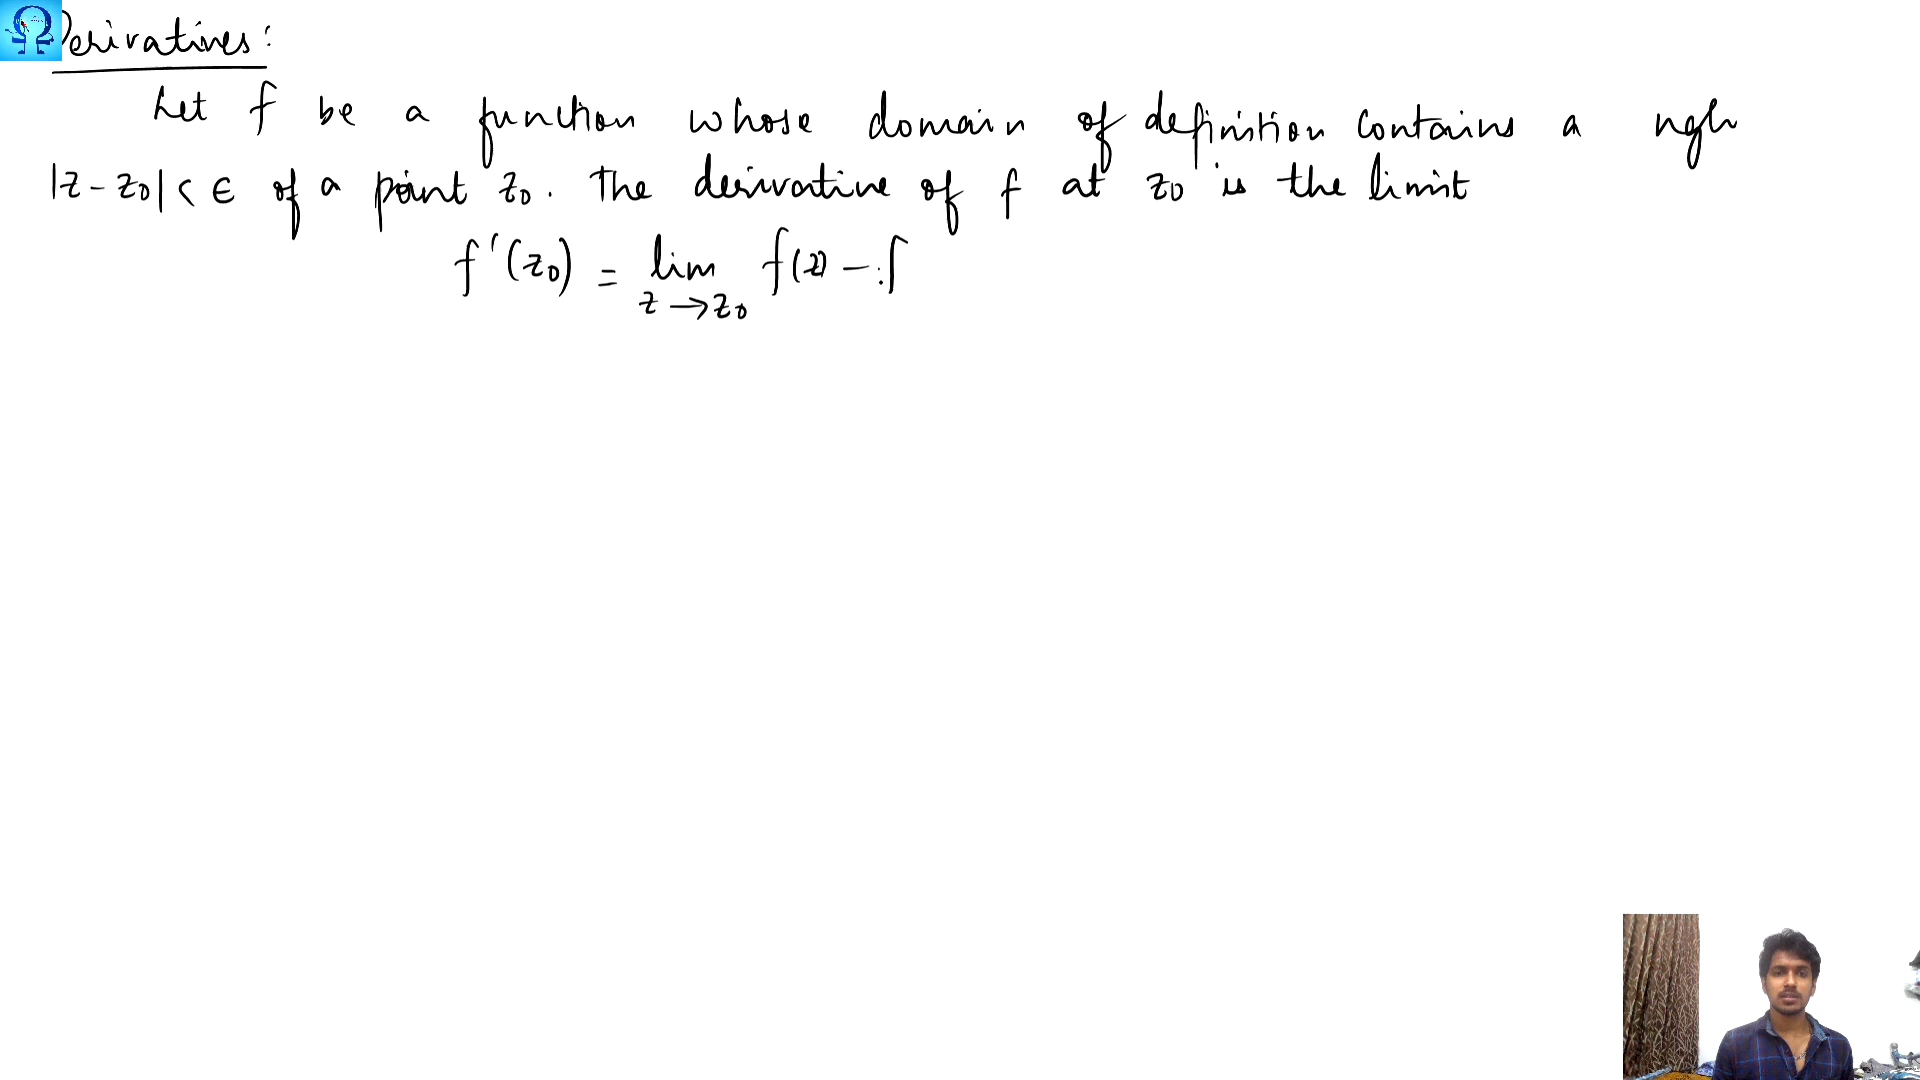 Derivatives:
Let f be a function whose domain of definition contains a ngh
|z - z₀| < ϵ of a point z₀. The derivative of f at z₀ is the limit
f'(z₀) = lim f(z) - f
z → z₀